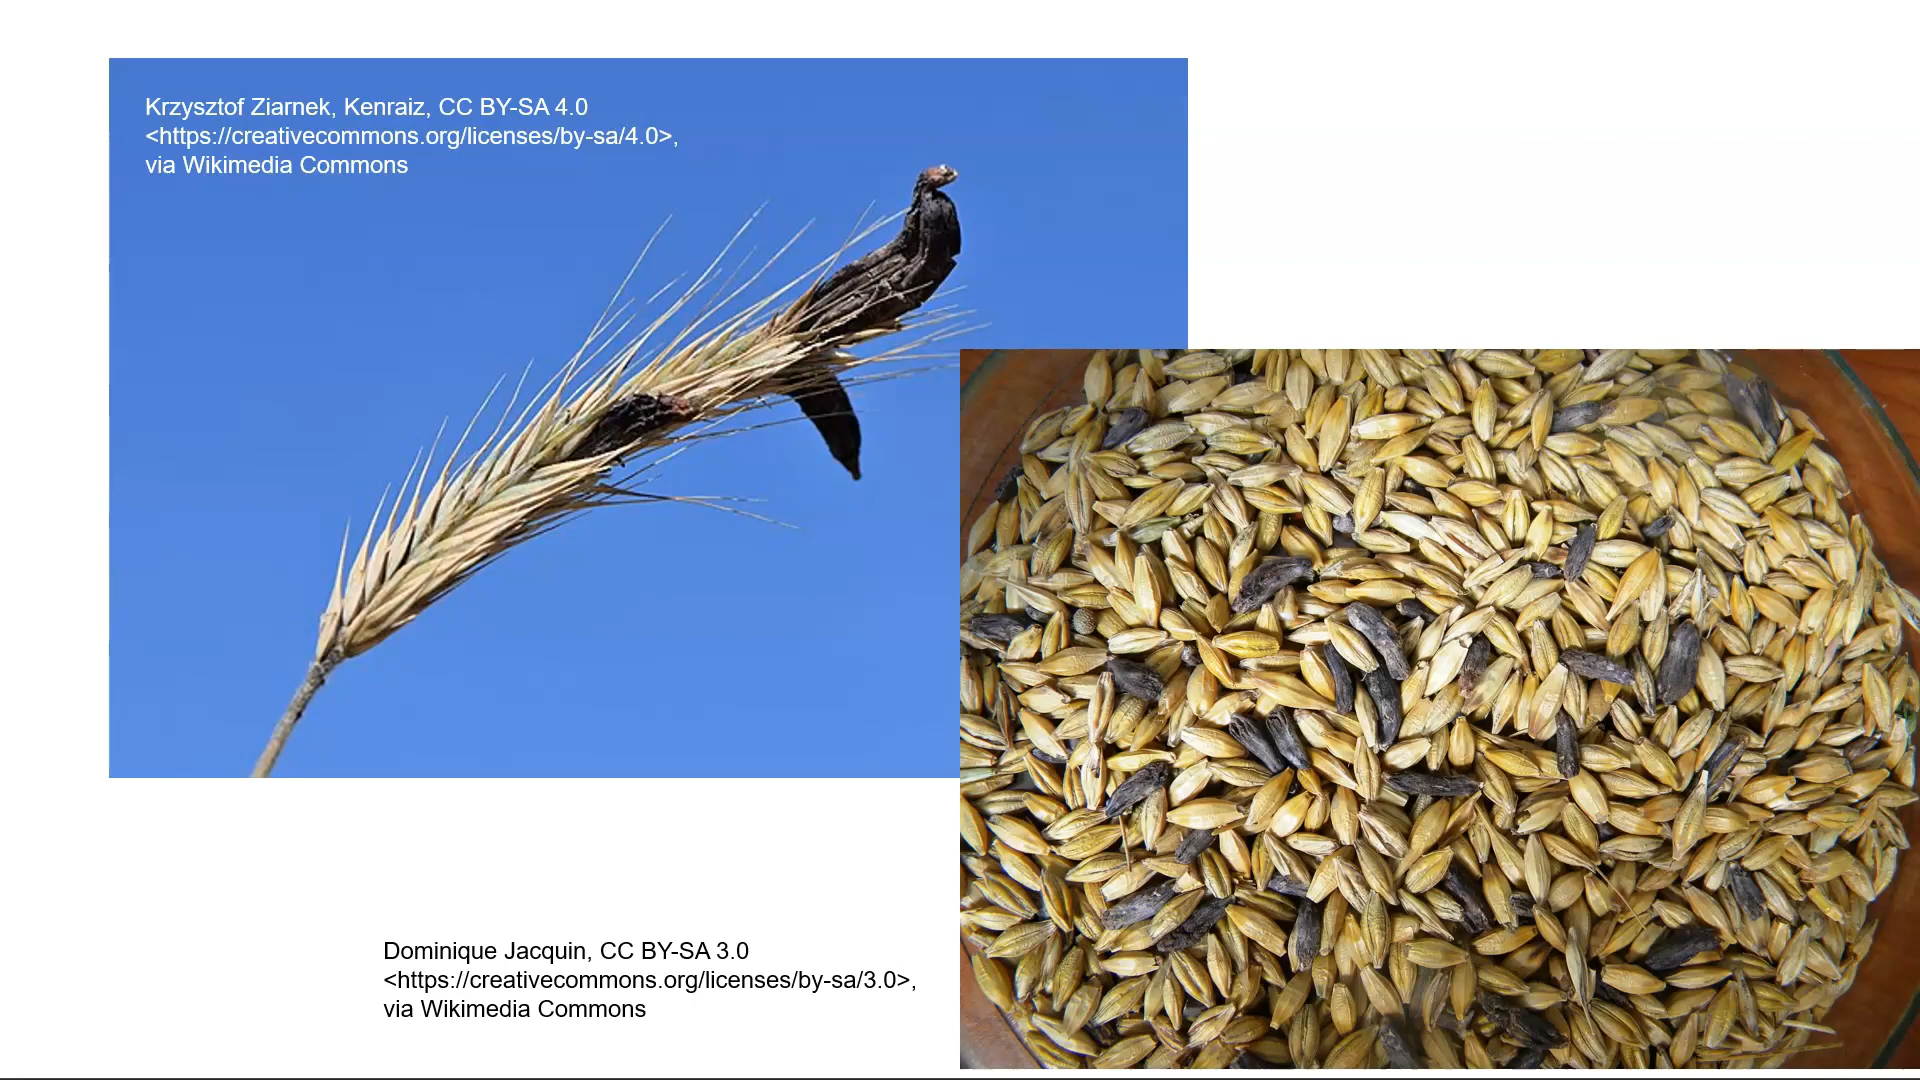 Krzysztof Ziarnek, Kenraiz, CC BY-SA 4.0
<https://creativecommons.org/licenses/by-sa/4.0>,
via Wikimedia Commons
Dominique Jacquin, CC BY-SA 3.0
<https://creativecommons.org/licenses/by-sa/3.0>,
via Wikimedia Commons